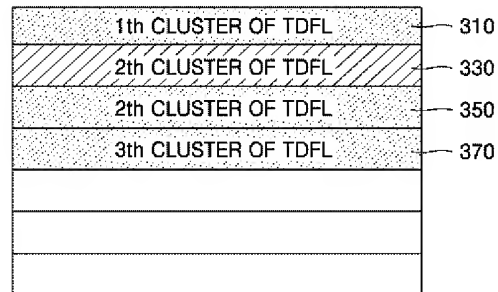 1th CLUSTER OF TDFL 310
2th CLUSTER OF TDFL 330
2th CLUSTER OF TDFL 350
3th CLUSTER OF TDFL 370